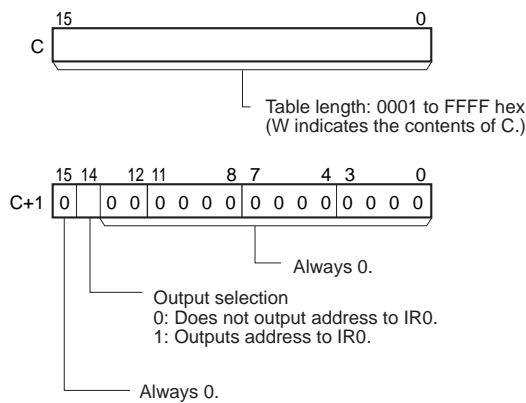 15 0
C
Table length: 0001 to FFFF hex
(W indicates the contents of C.)
15 14 12 11 8 7 4 3 0
C+1 0 0 0 0 0 0 0 0 0 0 0 0 0 0 0
Always 0.
Output selection
0: Does not output address to IR0.
1: Outputs address to IR0.
Always 0.